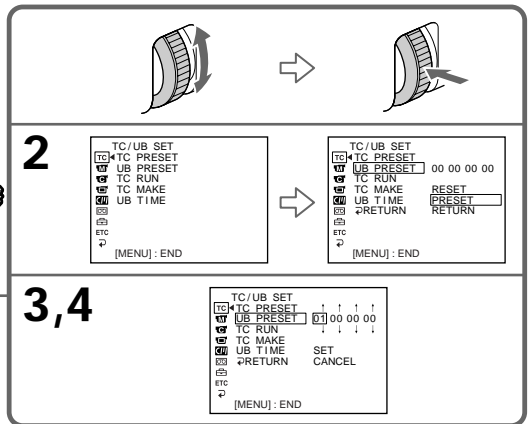 2
TC/UB SET
TC TC PRESET
UB PRESET
TC RUN
TC MAKE
UB TIME
ETC
[MENU] : END
TC/UB SET
TC TC PRESET
UB PRESET 00 00 00 00
TC RUN
TC MAKE RESET
UB TIME PRESET
RETURN RETURN
ETC
[MENU] : END
3,4
TC/UB SET
TC TC PRESET
UB PRESET 01 00 00 00
TC RUN
TC MAKE
UB TIME SET
RETURN CANCEL
ETC
[MENU] : END